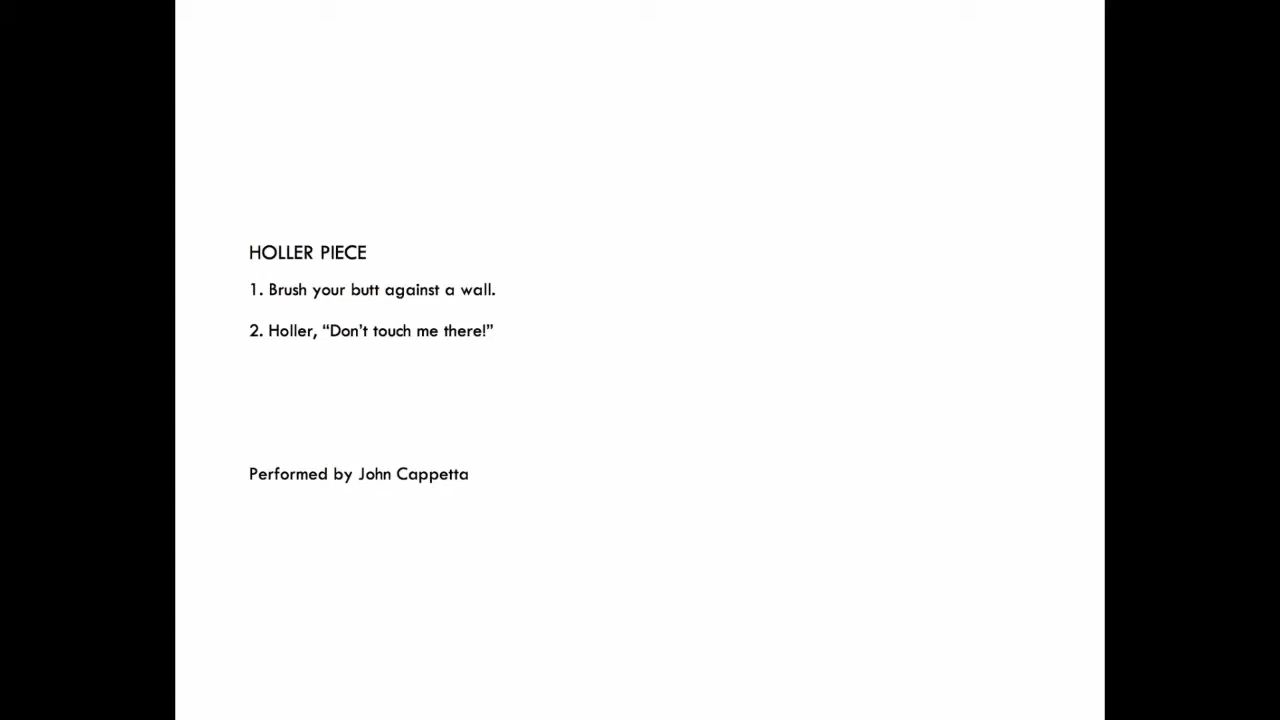 HOLLER PIECE
1. Brush your butt against a wall.
2. Holler, “Don’t touch me there!”
Performed by John Cappetta